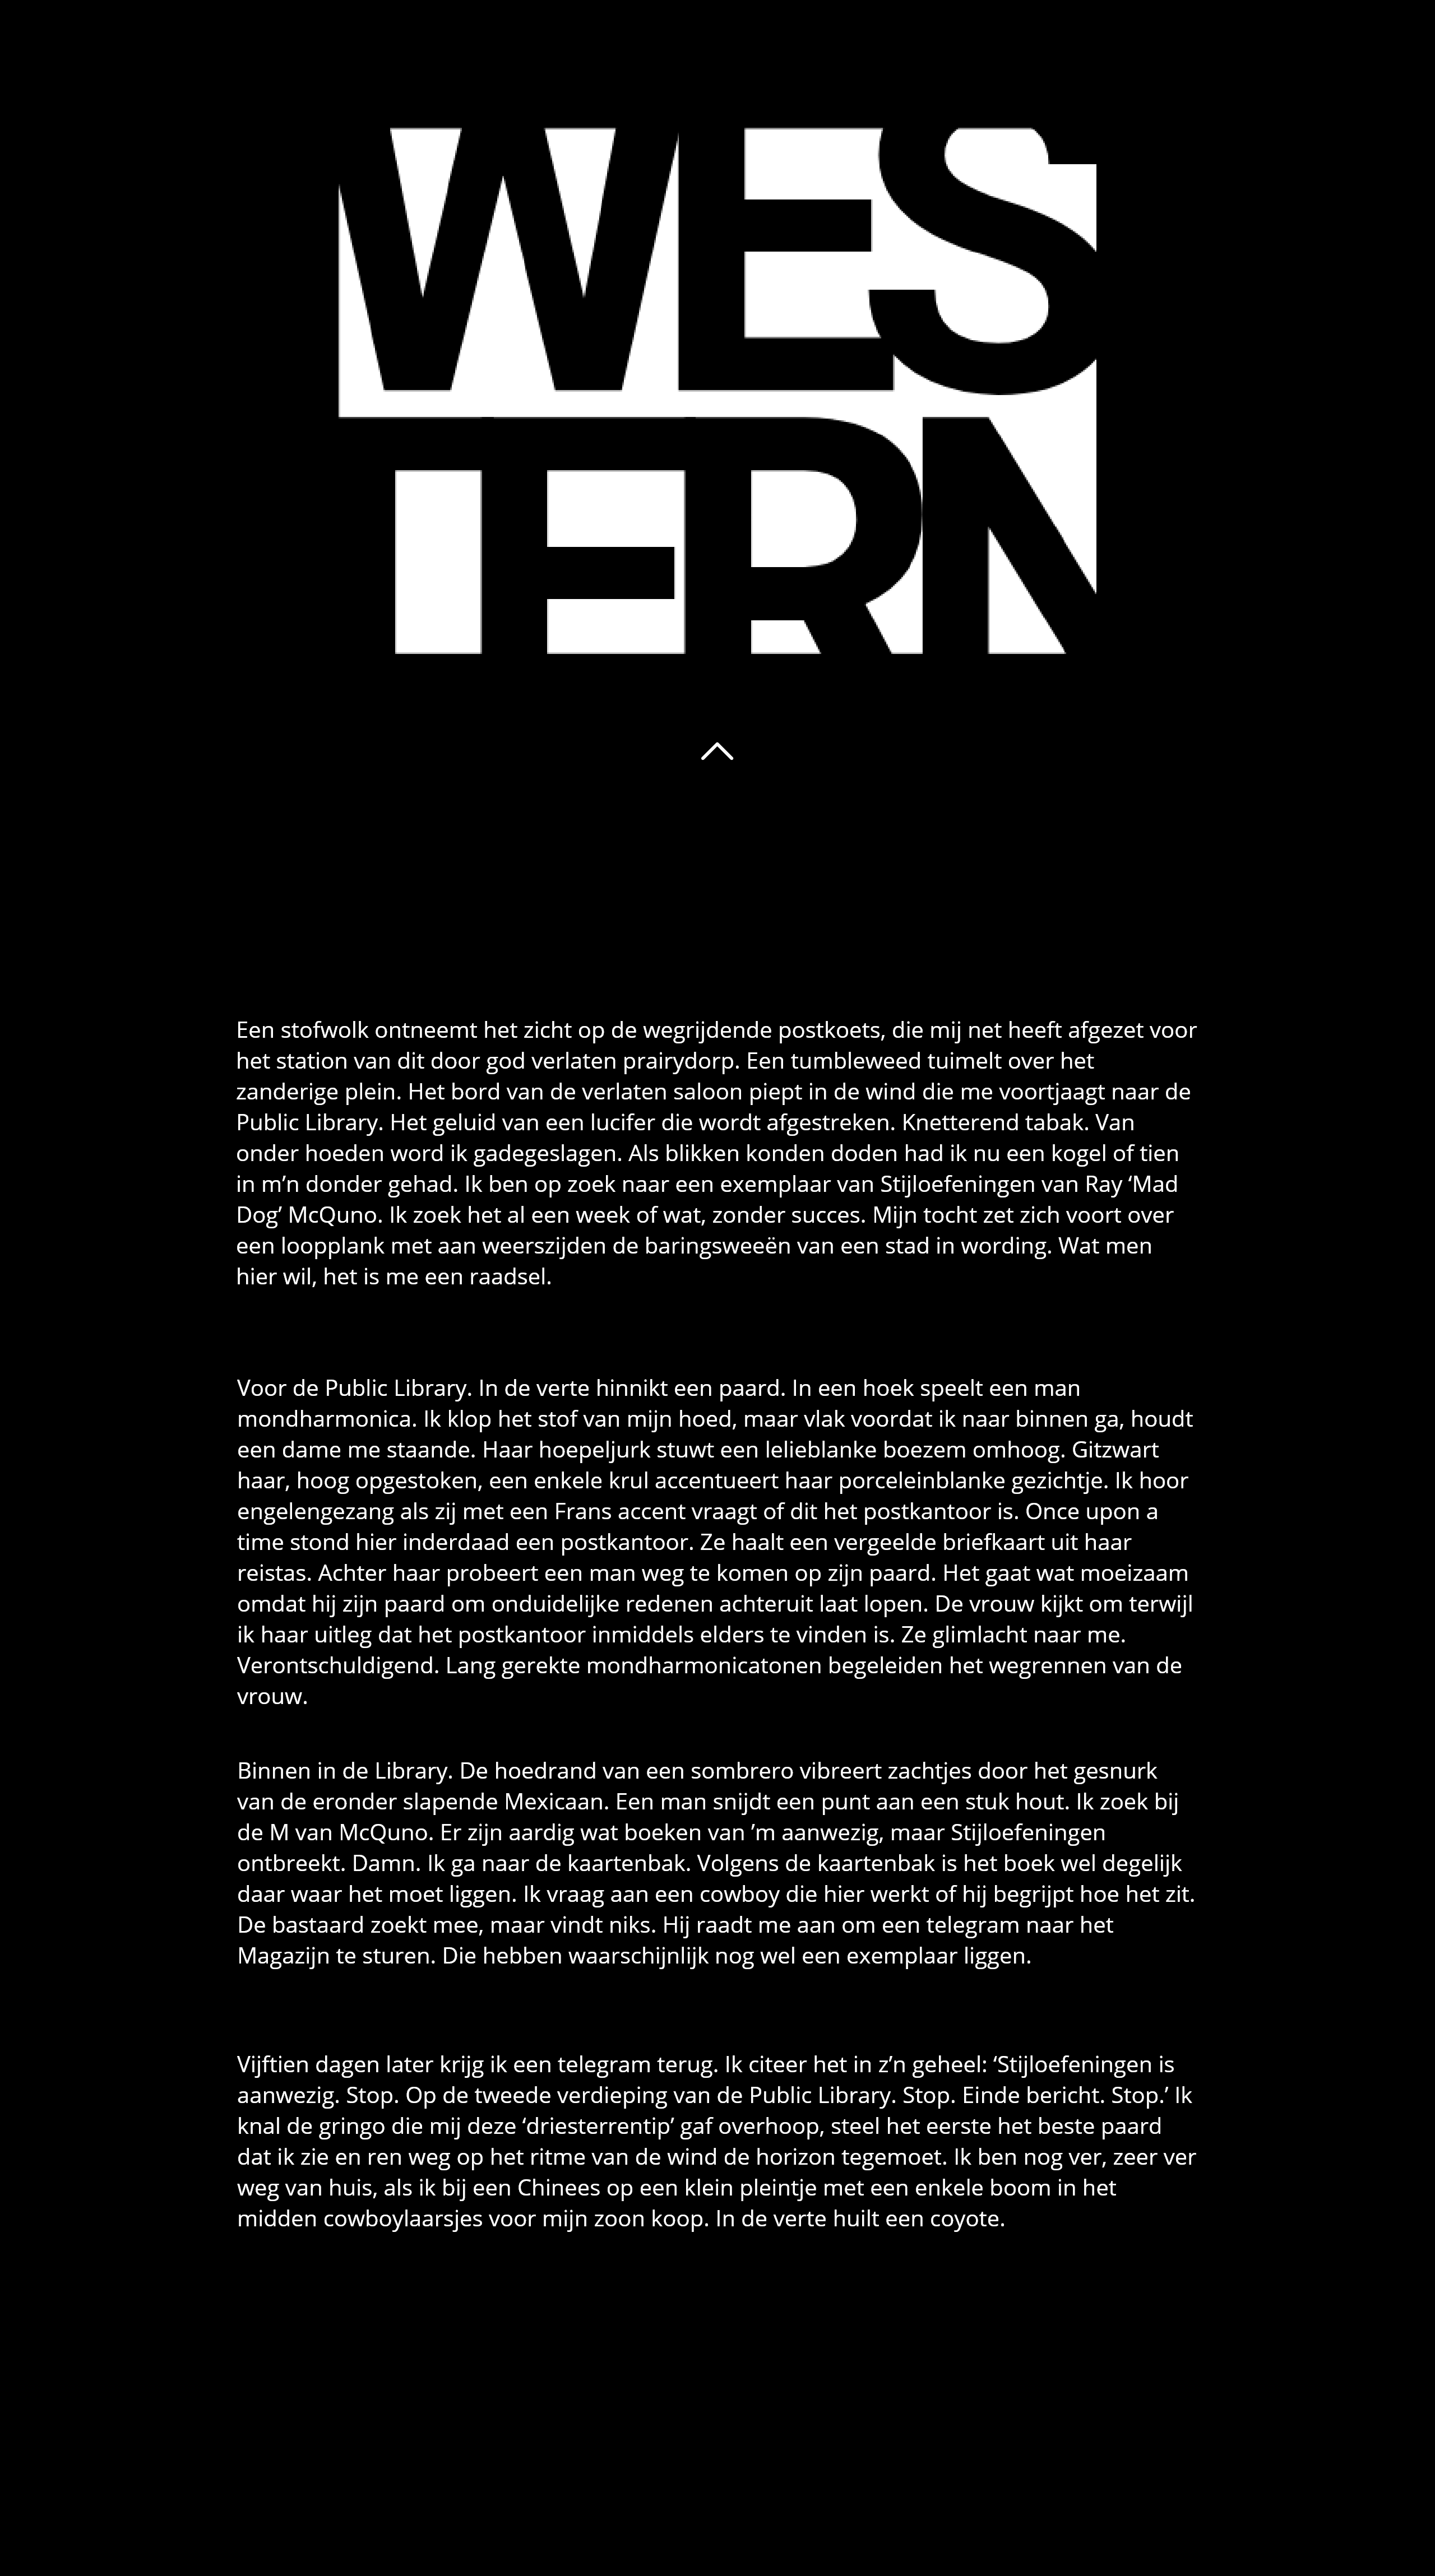 WES
TERN
Een stofwolk ontneemt het zicht op de wegrijdende postkoets, die mij net heeft afgezet voor
het station van dit door god verlaten prairydorp. Een tumbleweed tuimelt over het
zanderige plein. Het bord van de verlaten saloon piept in de wind die me voortjaagt naar de
Public Library. Het geluid van een lucifer die wordt afgestreken. Knetterend tabak. Van
onder hoeden word ik gadegeslagen. Als blikken konden doden had ik nu een kogel of tien
in m’n donder gehad. Ik ben op zoek naar een exemplaar van Stijloefeningen van Ray ‘Mad
Dog’ McQuno. Ik zoek het al een week of wat, zonder succes. Mijn tocht zet zich voort over
een loopplank met aan weerszijden de baringsweeën van een stad in wording. Wat men
hier wil, het is me een raadsel.
Voor de Public Library. In de verte hinnikt een paard. In een hoek speelt een man
mondharmonica. Ik klop het stof van mijn hoed, maar vlak voordat ik naar binnen ga, houdt
een dame me staande. Haar hoepeljurk stuwt een lelieblanke boezem omhoog. Gitzwart
haar, hoog opgestoken, een enkele krul accentueert haar porceleinblanke gezichtje. Ik hoor
engelengezang als zij met een Frans accent vraagt of dit het postkantoor is. Once upon a
time stond hier inderdaad een postkantoor. Ze haalt een vergeelde briefkaart uit haar
reistas. Achter haar probeert een man weg te komen op zijn paard. Het gaat wat moeizaam
omdat hij zijn paard om onduidelijke redenen achteruit laat lopen. De vrouw kijkt om terwijl
ik haar uitleg dat het postkantoor inmiddels elders te vinden is. Ze glimlacht naar me.
Verontschuldigend. Lang gerekte mondharmonicatonen begeleiden het wegrennen van de
vrouw.
Binnen in de Library. De hoedrand van een sombrero vibreert zachtjes door het gesnurk
van de eronder slapende Mexicaan. Een man snijdt een punt aan een stuk hout. Ik zoek bij
de M van McQuno. Er zijn aardig wat boeken van ’m aanwezig, maar Stijloefeningen
ontbreekt. Damn. Ik ga naar de kaartenbak. Volgens de kaartenbak is het boek wel degelijk
daar waar het moet liggen. Ik vraag aan een cowboy die hier werkt of hij begrijpt hoe het zit.
De bastaard zoekt mee, maar vindt niks. Hij raadt me aan om een telegram naar het
Magazijn te sturen. Die hebben waarschijnlijk nog wel een exemplaar liggen.
Vijftien dagen later krijg ik een telegram terug. Ik citeer het in z’n geheel: ‘Stijloefeningen is
aanwezig. Stop. Op de tweede verdieping van de Public Library. Stop. Einde bericht. Stop.’ Ik
knal de gringo die mij deze ‘driesterrentip’ gaf overhoop, steel het eerste het beste paard
dat ik zie en ren weg op het ritme van de wind de horizon tegemoet. Ik ben nog ver, zeer ver
weg van huis, als ik bij een Chinees op een klein pleintje met een enkele boom in het
midden cowboylaarsjes voor mijn zoon koop. In de verte huilt een coyote.